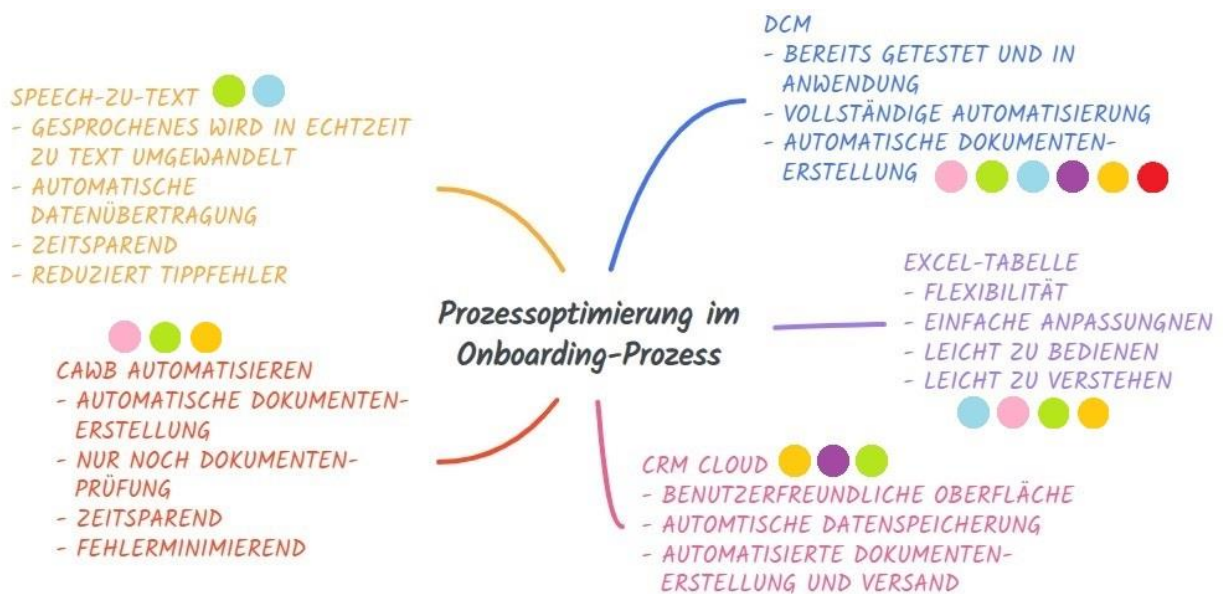 SPEECH-ZU-TEXT
- GESPROCHENES WIRD IN ECHTZEIT
ZU TEXT UMGEWANDELT
- AUTOMATISCHE
DATENÜBERTRAGUNG
- ZEITSPAREND
- REDUZIERT TIPPFEHLER
DCM
- BEREITS GETESTET UND IN
ANWENDUNG
- VOLLSTÄNDIGE AUTOMATISIERUNG
- AUTOMATISCHE DOKUMENTEN-
ERSTELLUNG
Prozessoptimierung im
Onboarding-Prozess
EXCEL-TABELLE
- FLEXIBILITÄT
- EINFACHE ANPASSUNGNEN
- LEICHT ZU BEDIENEN
- LEICHT ZU VERSTEHEN
CAWB AUTOMATISIEREN
- AUTOMATISCHE DOKUMENTEN-
ERSTELLUNG
- NUR NOCH DOKUMENTEN-
PRÜFUNG
- ZEITSPAREND
- FEHLERMINIMIEREND
CRM CLOUD
- BENUTZERFREUNDLICHE OBERFLÄCHE
- AUTOMTISCHE DATENSPEICHERUNG
- AUTOMATISIERTE DOKUMENTEN-
ERSTELLUNG UND VERSAND